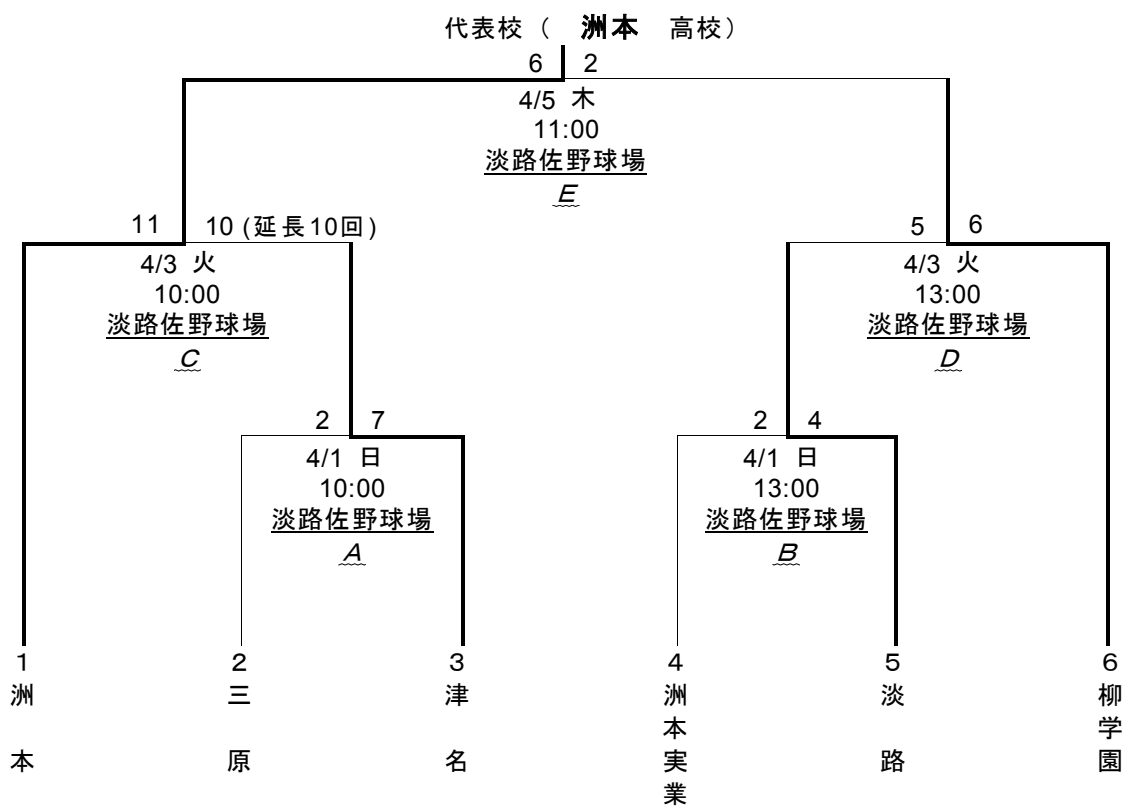 代表校（ 洲本 高校）
6 2
4/5 木
11:00
淡路佐野球場
E
11 10 (延長10回)
4/3 火
10:00
淡路佐野球場
C
5 6
4/3 火
13:00
淡路佐野球場
D
2 7
4/1 日
10:00
淡路佐野球場
A
2 4
4/1 日
13:00
淡路佐野球場
B
1
洲本
2
三原
3
津名
4
洲本実業
5
淡路
6
柳学園